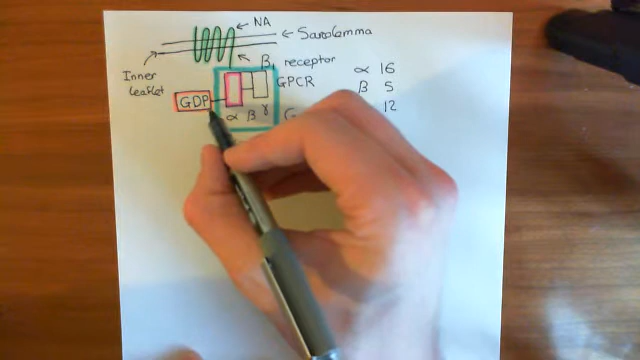 NA
Sarcolemma
β₁ receptor
GPCR
Inner
leaflet
GDP
α β γ
G
α 16
β 5
12